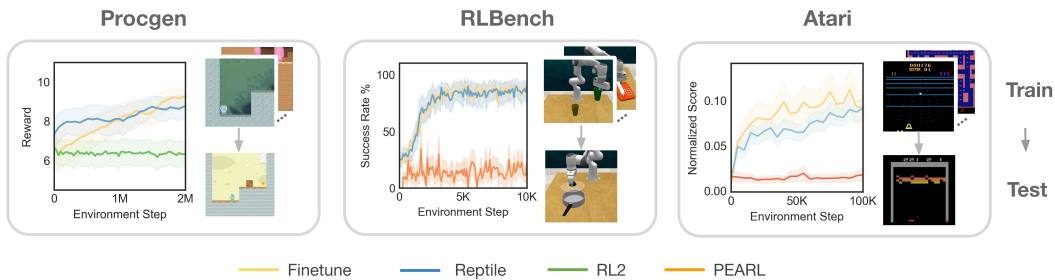 Procgen
RLBench
Atari
10
8
6
Reward
0
1M
2M
Environment Step
100
50
0
Success Rate %
0
5K
10K
Environment Step
0.10
0.05
0.00
Normalized Score
0
50K
100K
Environment Step
000176
01
Train
Test
Finetune
Reptile
RL2
PEARL